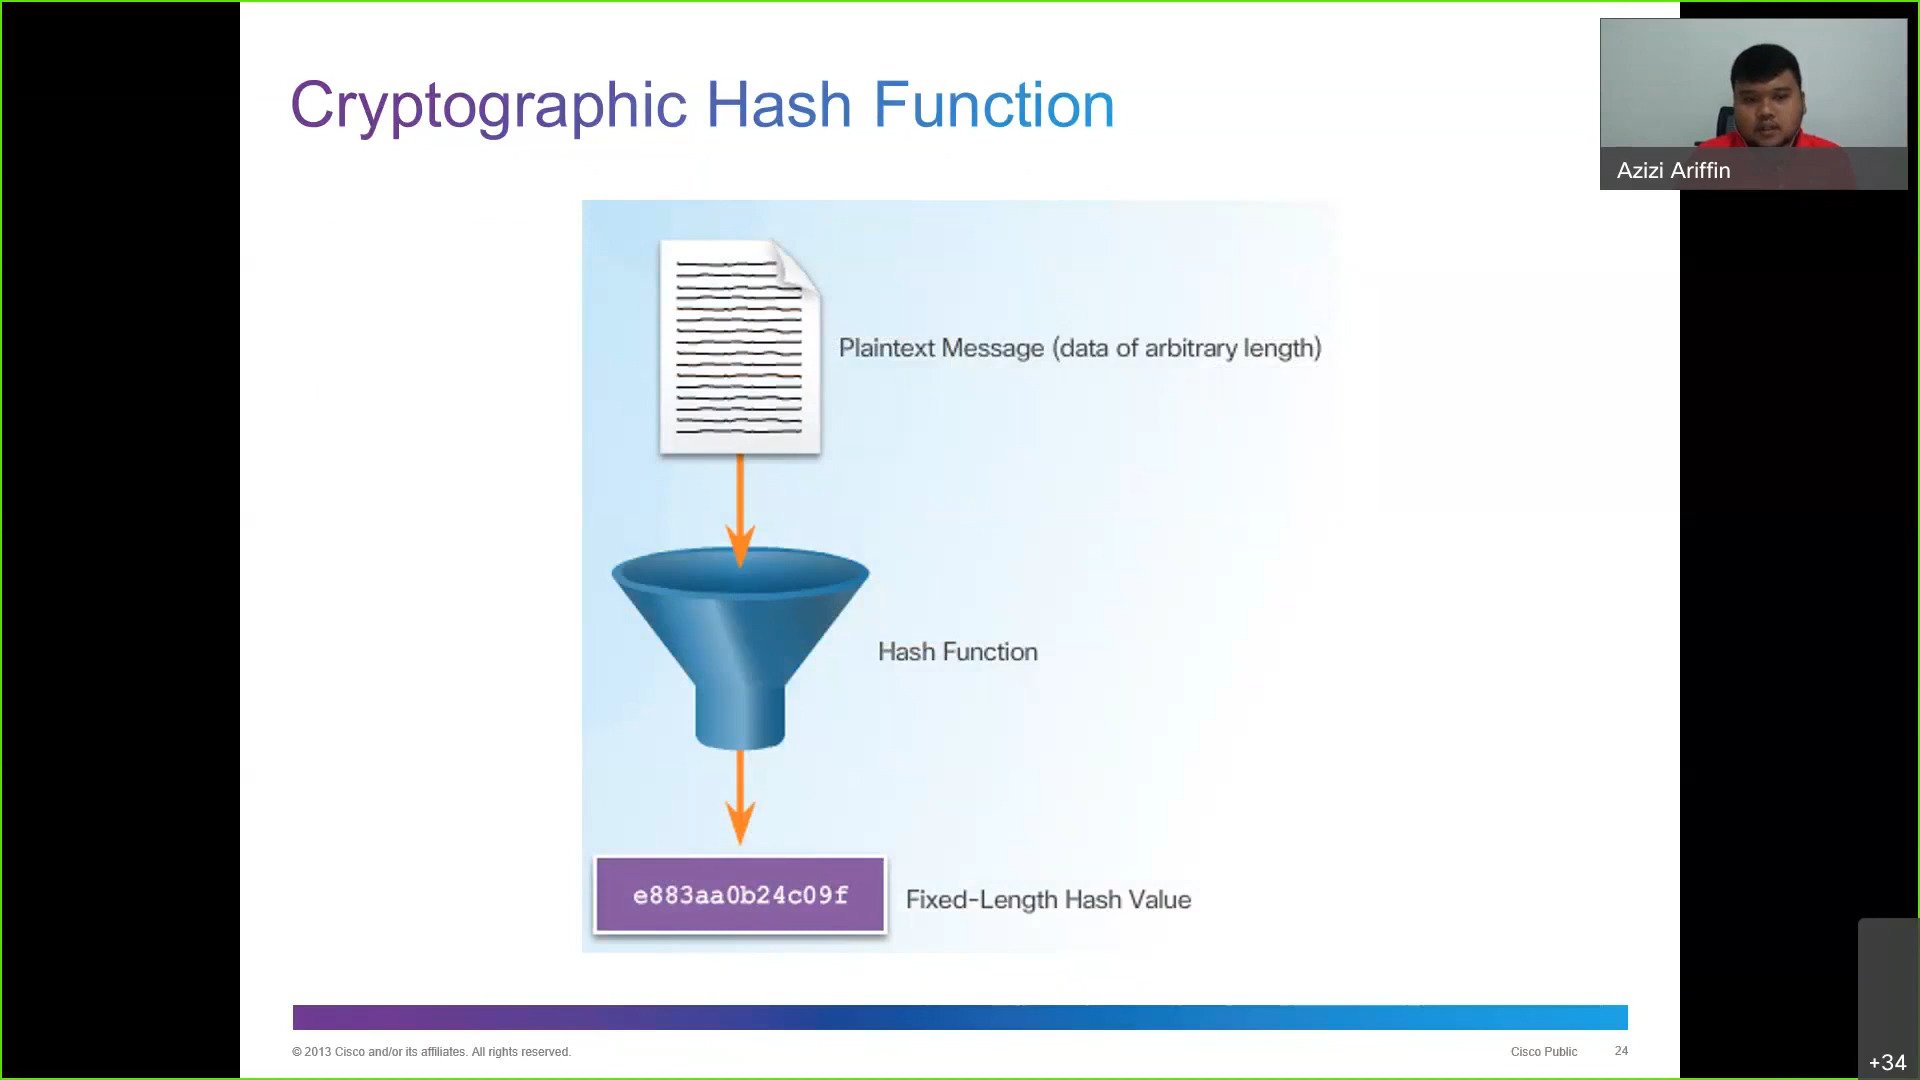 Cryptographic Hash Function
Azizi Ariffin
Plaintext Message (data of arbitrary length)
Hash Function
e883aa0b24c09f
Fixed-Length Hash Value
© 2013 Cisco and/or its affiliates. All rights reserved.
Cisco Public
24
+34